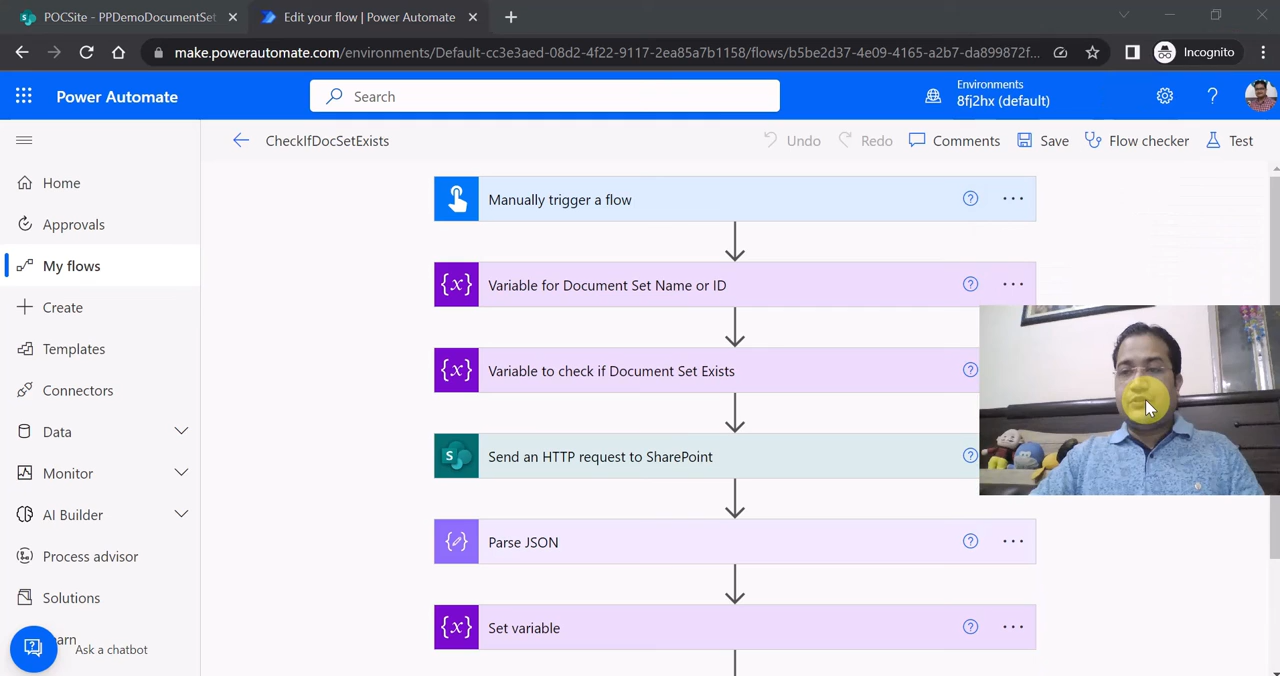 POCSite - PPDemoDocumentSet
Edit your flow | Power Automate
make.powerautomate.com/environments/Default-cc3e3aed-08d2-4f22-9117-2ea85a7b1158/flows/b5be2d37-4e09-4165-a2b7-da899872f...
Incognito
Power Automate
Search
Environments
8fj2hx (default)
CheckIfDocSetExists
Undo
Redo
Comments
Save
Flow checker
Test
Home
Approvals
My flows
Create
Templates
Connectors
Data
Monitor
AI Builder
Process advisor
Solutions
Ask a chatbot
Manually trigger a flow
{x} Variable for Document Set Name or ID
{x} Variable to check if Document Set Exists
S Send an HTTP request to SharePoint
Parse JSON
{x} Set variable